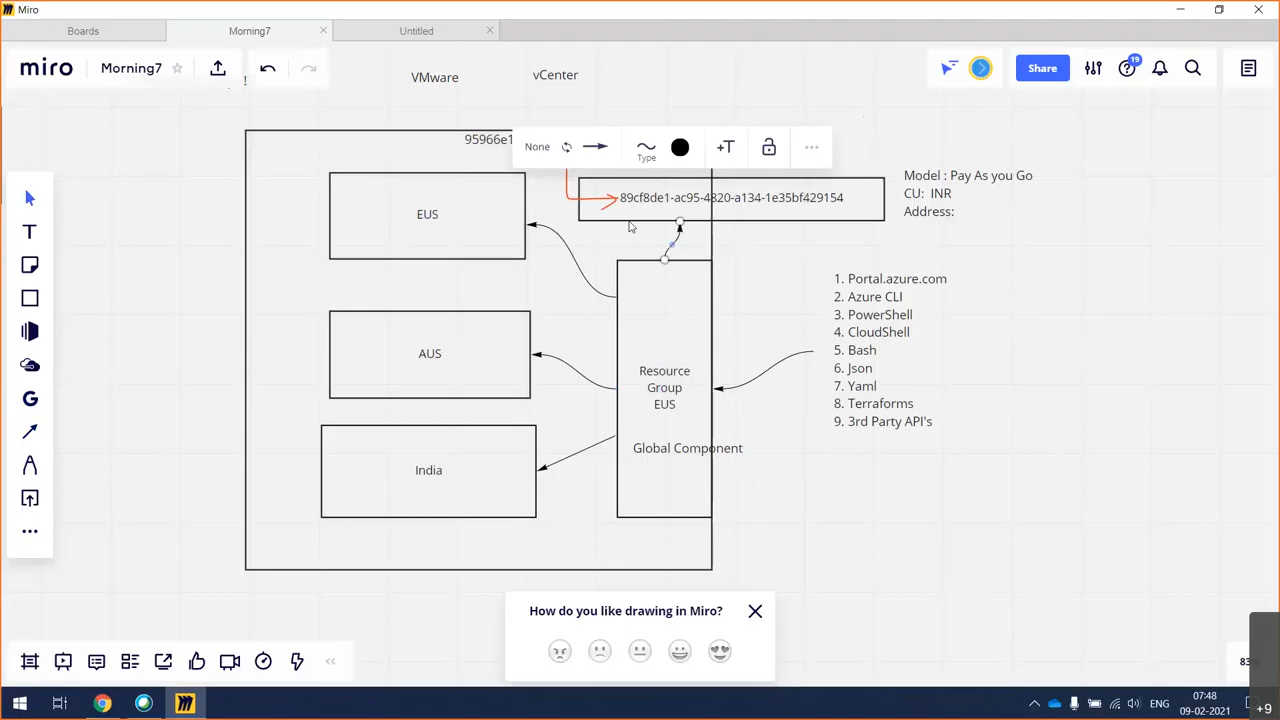 Miro
Boards
Morning7
Untitled
miro
Morning7
!
VMware
vCenter
19
Share
95966e1
None
Type
+T
89cf8de1-ac95-4820-a134-1e35bf429154
Model : Pay As you Go
CU: INR
Address:
EUS
AUS
India
Resource
Group
EUS
Global Component
1. Portal.azure.com
2. Azure CLI
3. PowerShell
4. CloudShell
5. Bash
6. Json
7. Yaml
8. Terraforms
9. 3rd Party API's
How do you like drawing in Miro?
ENG
07:48
09-02-2021
+9